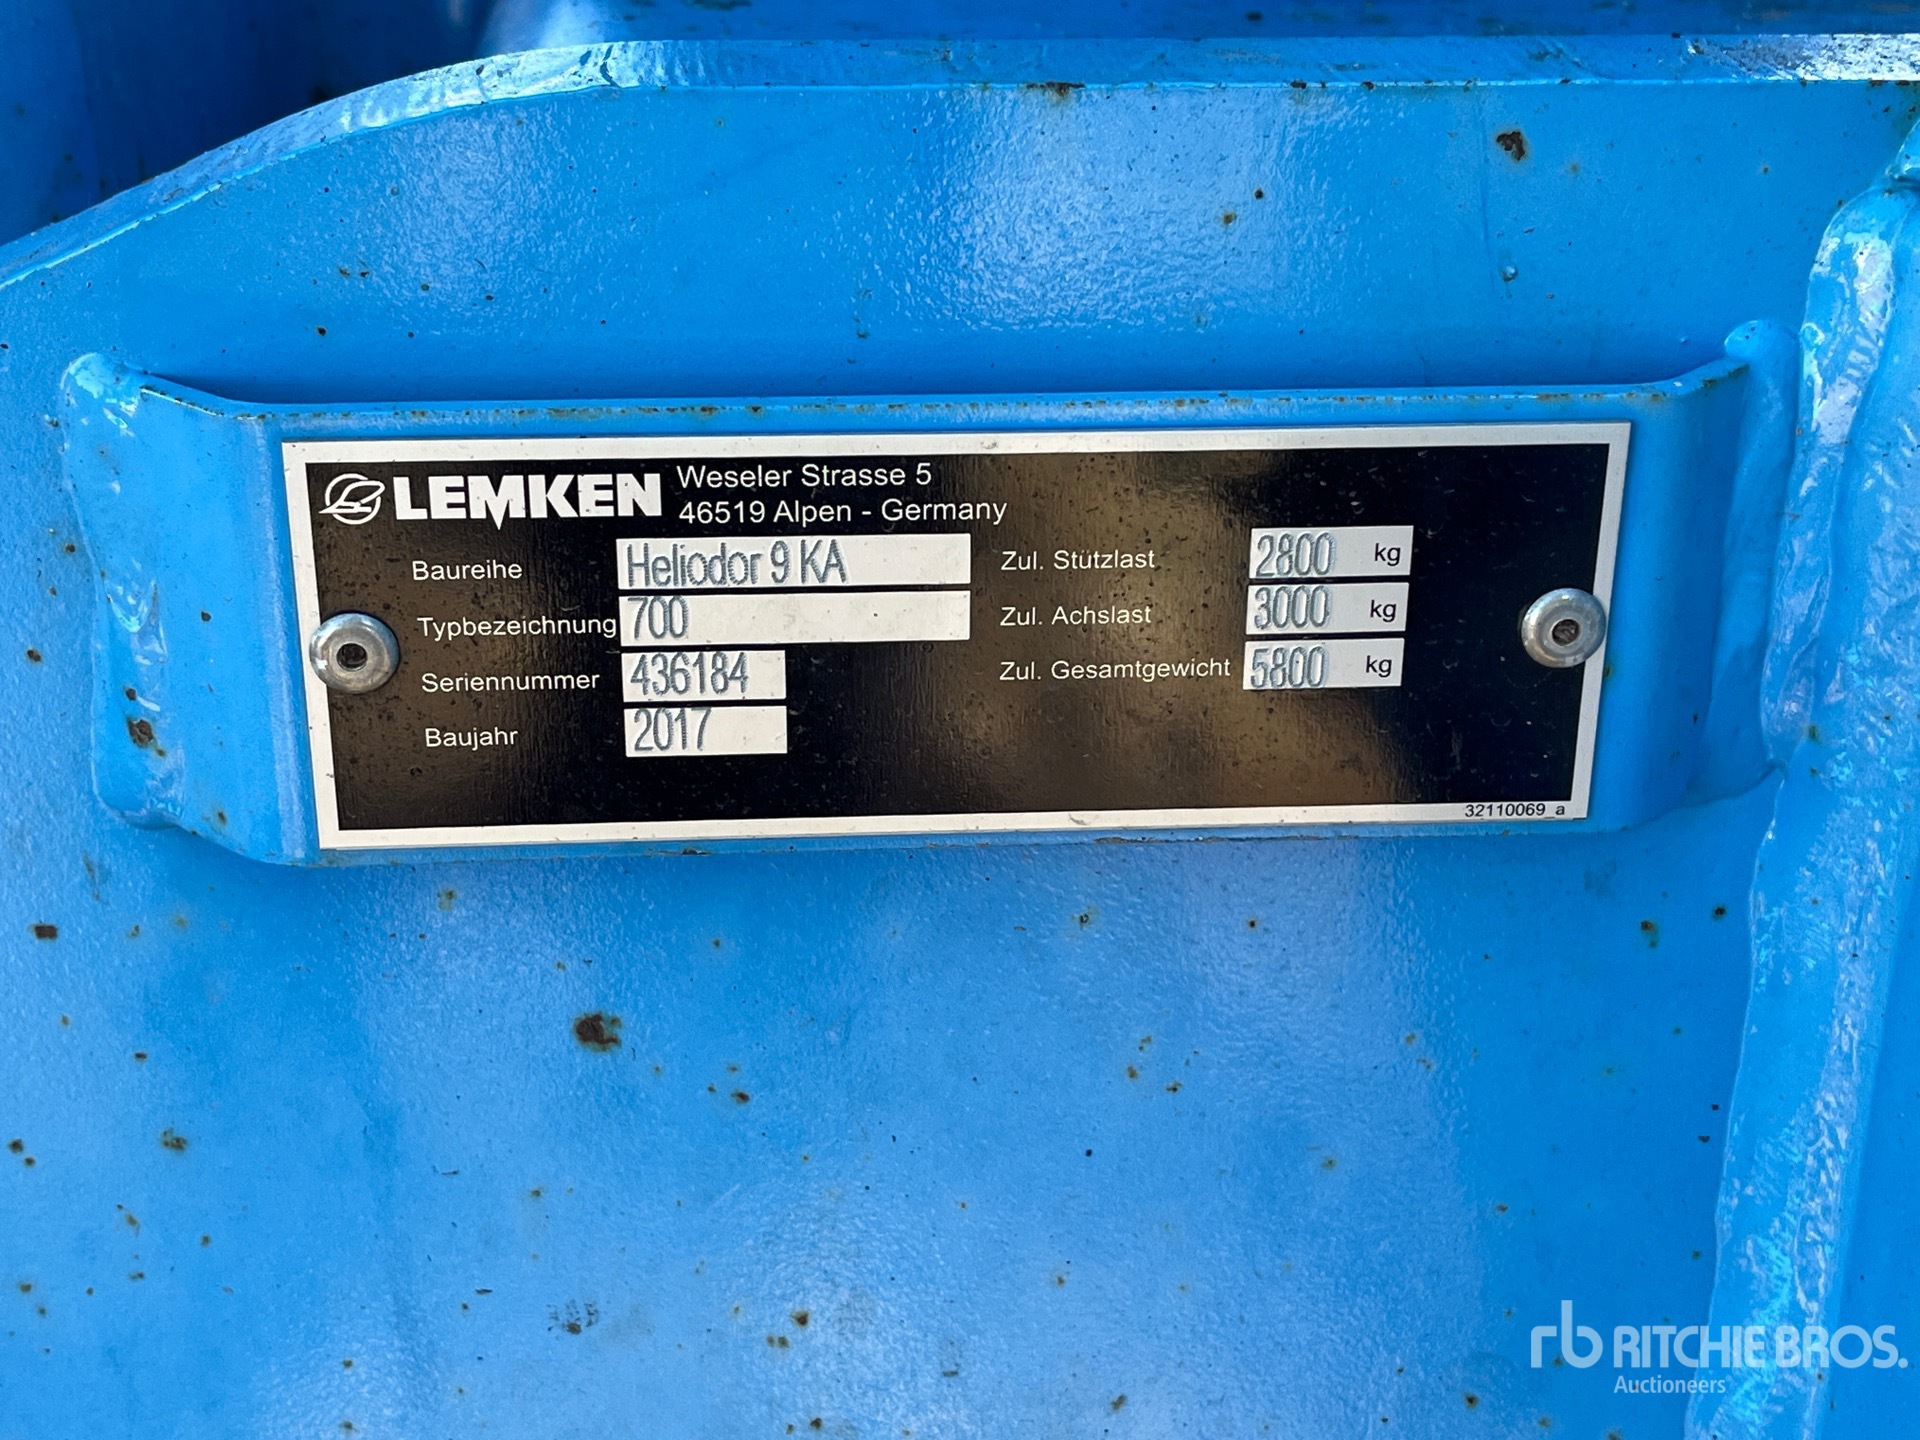 LEMKEN Weseler Strasse 5
46519 Alpen - Germany
Baureihe Heliodor 9 KA
Typbezeichnung 700
Seriennummer 436184
Baujahr 2017
Zul. Stützlast 2800 kg
Zul. Achslast 3000 kg
Zul. Gesamtgewicht 5800 kg
32110069_a
rb RITCHIE BROS.
Auctioneers